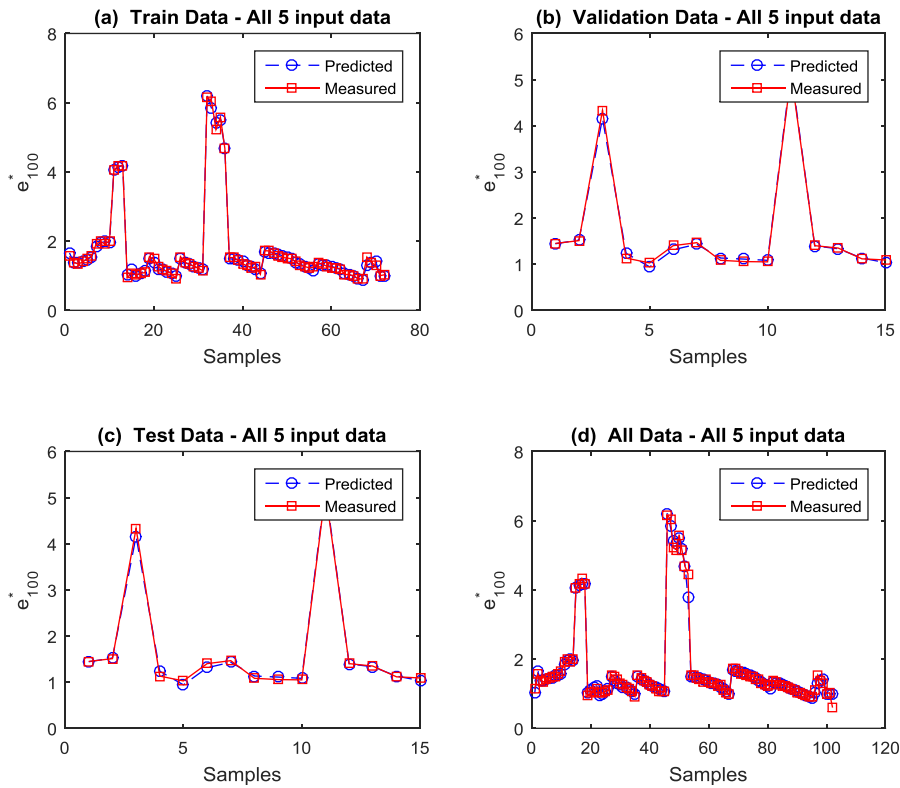 (a)  Train Data - All 5 input data
8
6
4
2
0
e*100
0 20 40 60 80
Samples
Predicted
Measured
(b)  Validation Data - All 5 input data
6
5
4
3
2
1
0
e*100
0 5 10 15
Samples
Predicted
Measured
(c)  Test Data - All 5 input data
6
5
4
3
2
1
0
e*100
0 5 10 15
Samples
Predicted
Measured
(d)  All Data - All 5 input data
8
6
4
2
0
e*100
0 20 40 60 80 100 120
Samples
Predicted
Measured